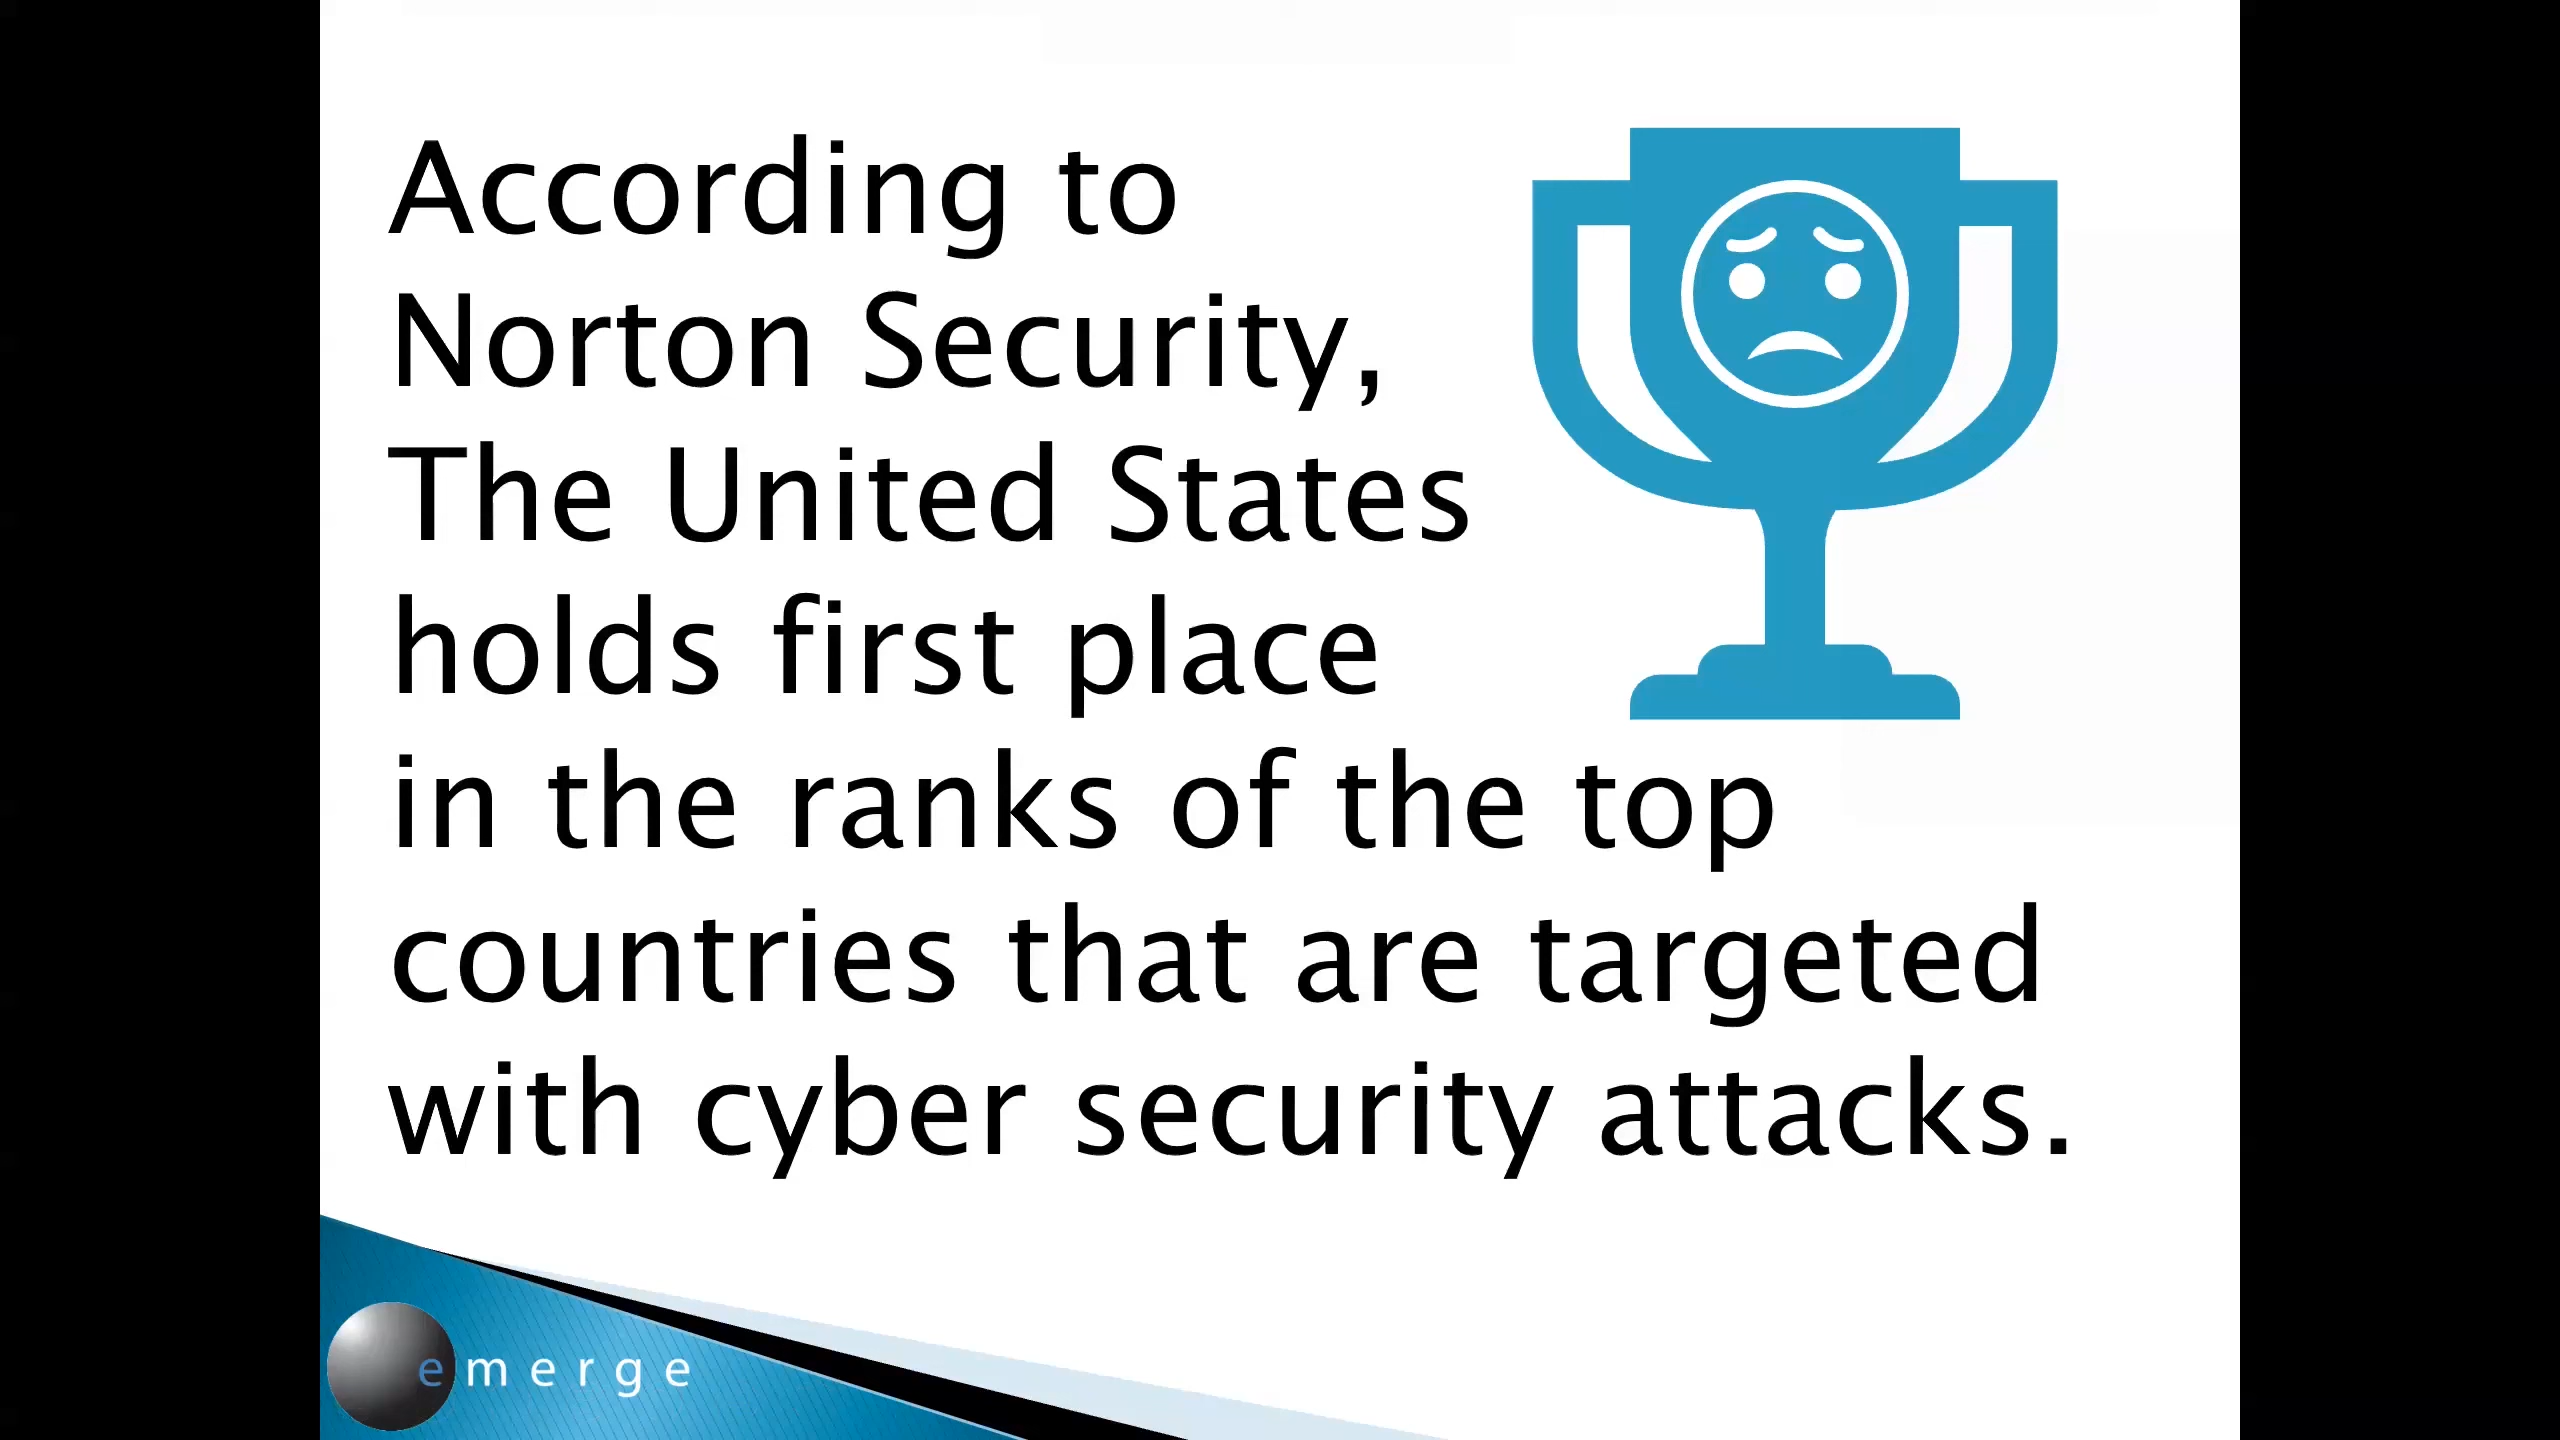 According to
Norton Security,
The United States
holds first place
in the ranks of the top
countries that are targeted
with cyber security attacks.
emerge